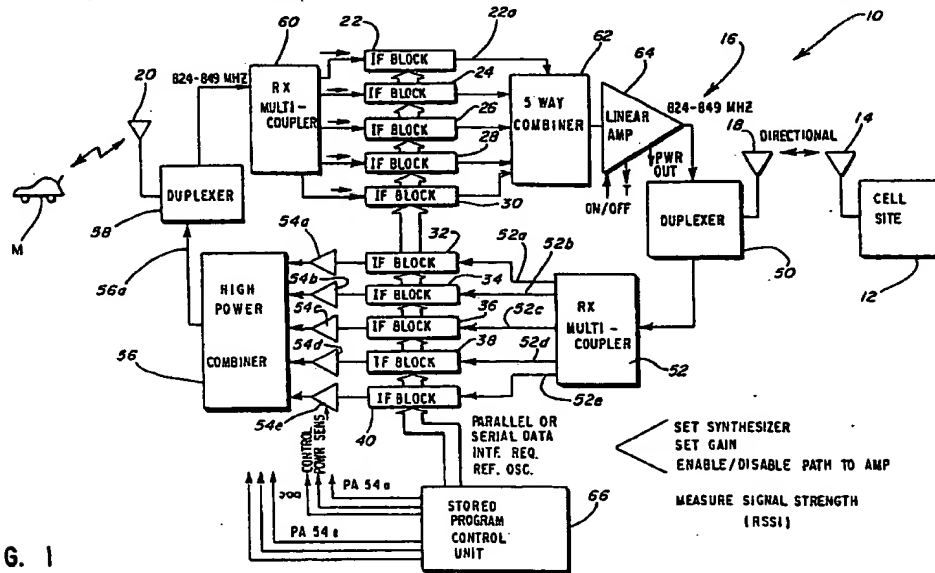 60
22
22a
62
10
IF BLOCK
20
824-849 MHZ
RX
MULTI-
COUPLER
IF BLOCK
24
IF BLOCK
26
IF BLOCK
28
IF BLOCK
30
5 WAY
COMBINER
64
16
LINEAR
AMP
824-849 MHZ
PWR
OUT
T
ON/OFF
18
DIRECTIONAL
14
M
DUPLEXER
58
DUPLEXER
50
CELL
SITE
12
56a
54a
54b
54c
54d
54e
HIGH
POWER
COMBINER
56
IF BLOCK
32
IF BLOCK
34
IF BLOCK
36
IF BLOCK
38
IF BLOCK
40
52a
52b
52c
52d
52e
RX
MULTI-
COUPLER
52
CONTROL
POWR SENS
PARALLEL OR
SERIAL DATA
INTF. REQ.
REF. OSC.
SET SYNTHESIZER
SET GAIN
ENABLE/DISABLE PATH TO AMP
MEASURE SIGNAL STRENGTH
(RSSI)
PA 54a
PA 54e
STORED
PROGRAM
CONTROL
UNIT
66
G. 1